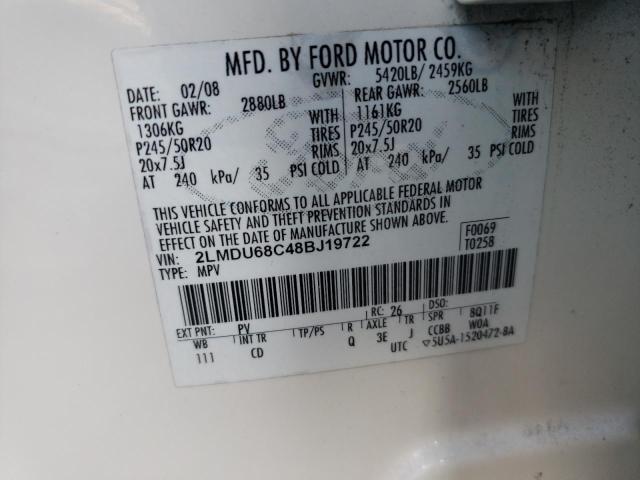 MFD. BY FORD MOTOR CO.
DATE: 02/08 GVWR: 5420LB/ 2459KG
FRONT GAWR: 2880LB REAR GAWR: 2560LB
1306KG WITH 1161KG WITH
P245/50R20 TIRES P245/50R20 TIRES
20x7.5J RIMS 20x7.5J RIMS
AT 240 kPa/ 35 PSI COLD AT 240 kPa/ 35 PSI COLD
THIS VEHICLE CONFORMS TO ALL APPLICABLE FEDERAL MOTOR
VEHICLE SAFETY AND THEFT PREVENTION STANDARDS IN
EFFECT ON THE DATE OF MANUFACTURE SHOWN ABOVE.
VIN: 2LMDU68C48BJ19722 F0069
TYPE: MPV T0258
EXT PNT: PV RC: 26 DSO:
WB INT TR TP/PS R AXLE TR SPR 8Q11F
111 CD Q 3E J CCBB W0A
UTC ▽5U5A-1520472-BA